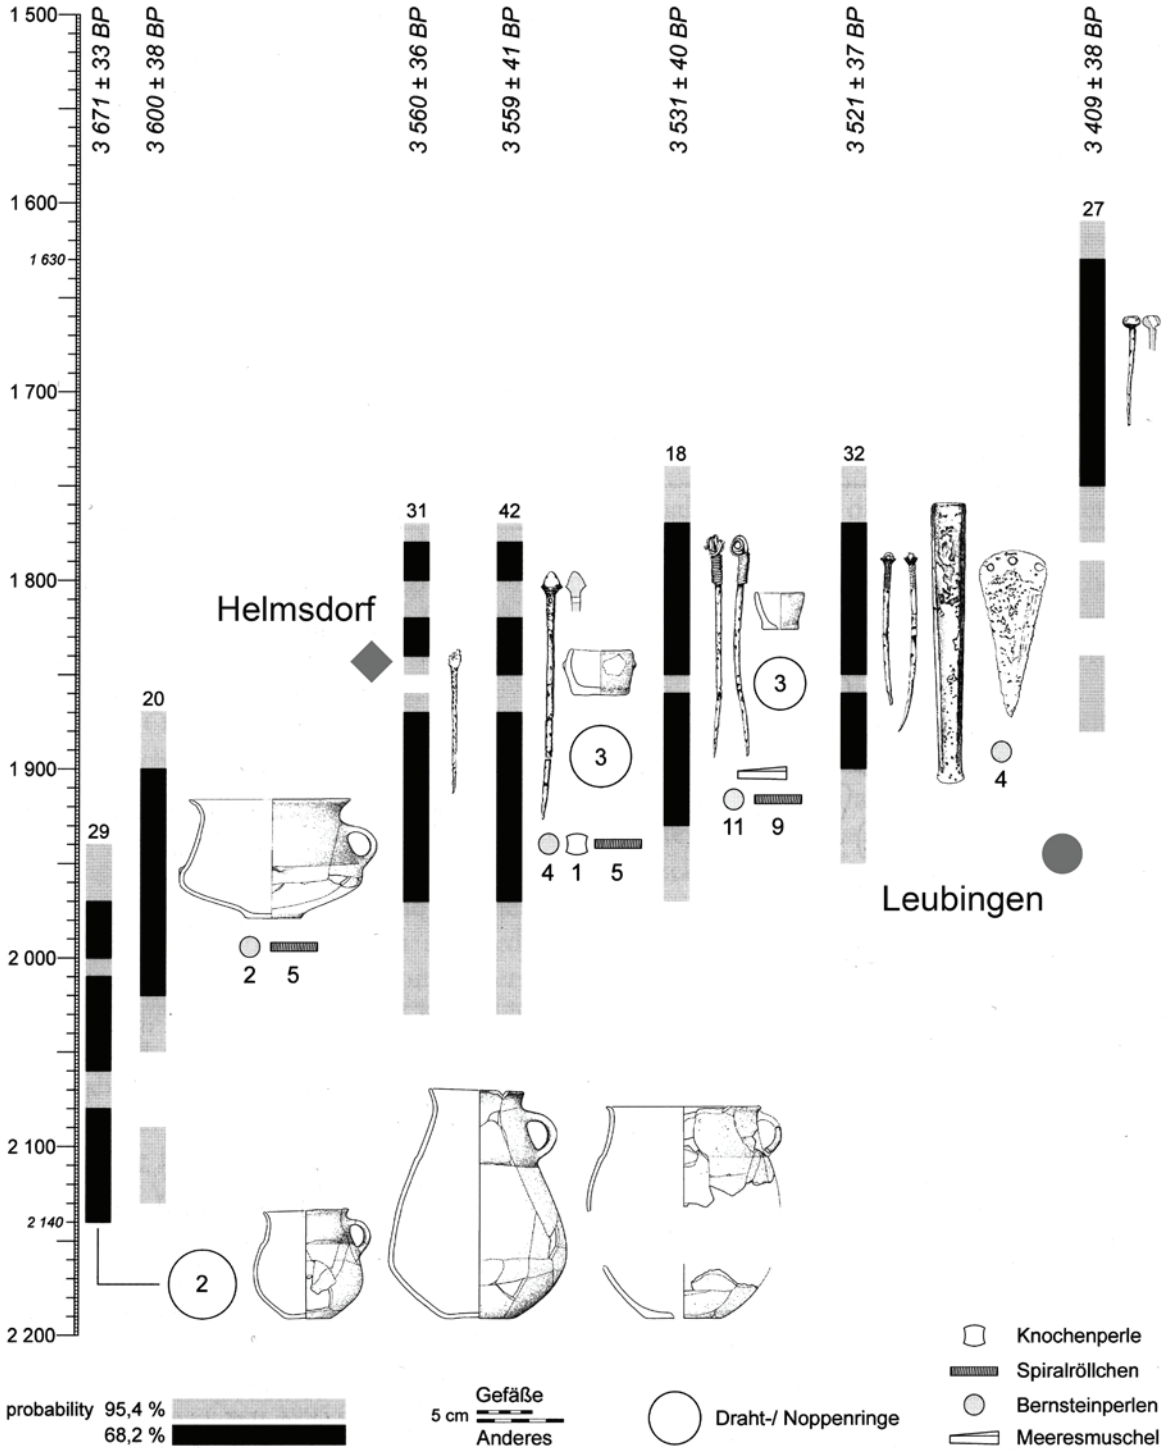 1 500
3 671 ± 33 BP
3 600 ± 38 BP
3 560 ± 36 BP
3 559 ± 41 BP
3 531 ± 40 BP
3 521 ± 37 BP
3 409 ± 38 BP
1 600
27
1 630
1 700
18
32
31
42
1 800
Helmsdorf
3
20
3
4
1 900
11
9
29
4
1
5
Leubingen
2 000
2
5
2 100
2 140
2
2 200
Knochenperle
Spiralröllchen
Bernsteinperlen
Meeresmuschel
probability 95,4 %
68,2 %
Gefäße
5 cm
Anderes
Draht-/ Noppenringe